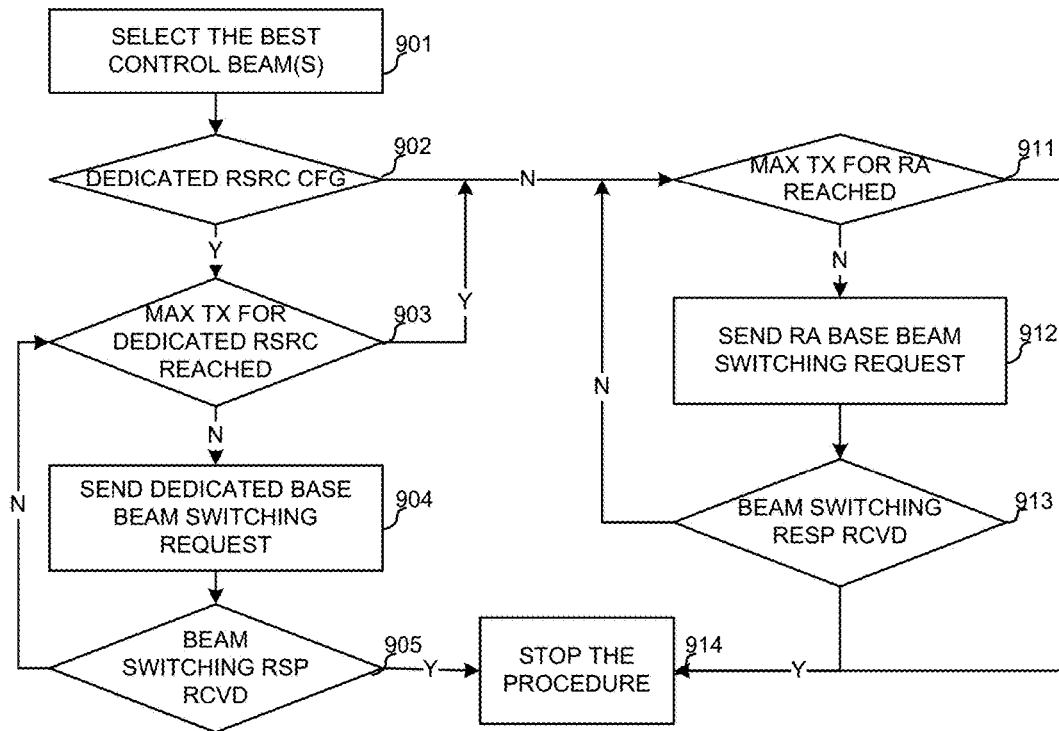 SELECT THE BEST
CONTROL BEAM(S)
901
902
DEDICATED RSRC CFG
N
MAX TX FOR RA
REACHED
911
Y
Y
N
MAX TX FOR
DEDICATED RSRC
REACHED
903
SEND RA BASE BEAM
SWITCHING REQUEST
912
N
N
N
SEND DEDICATED BASE
BEAM SWITCHING
REQUEST
904
BEAM SWITCHING
RESP RCVD
913
BEAM
SWITCHING RSP
RCVD
905
Y
STOP THE
PROCEDURE
914
Y